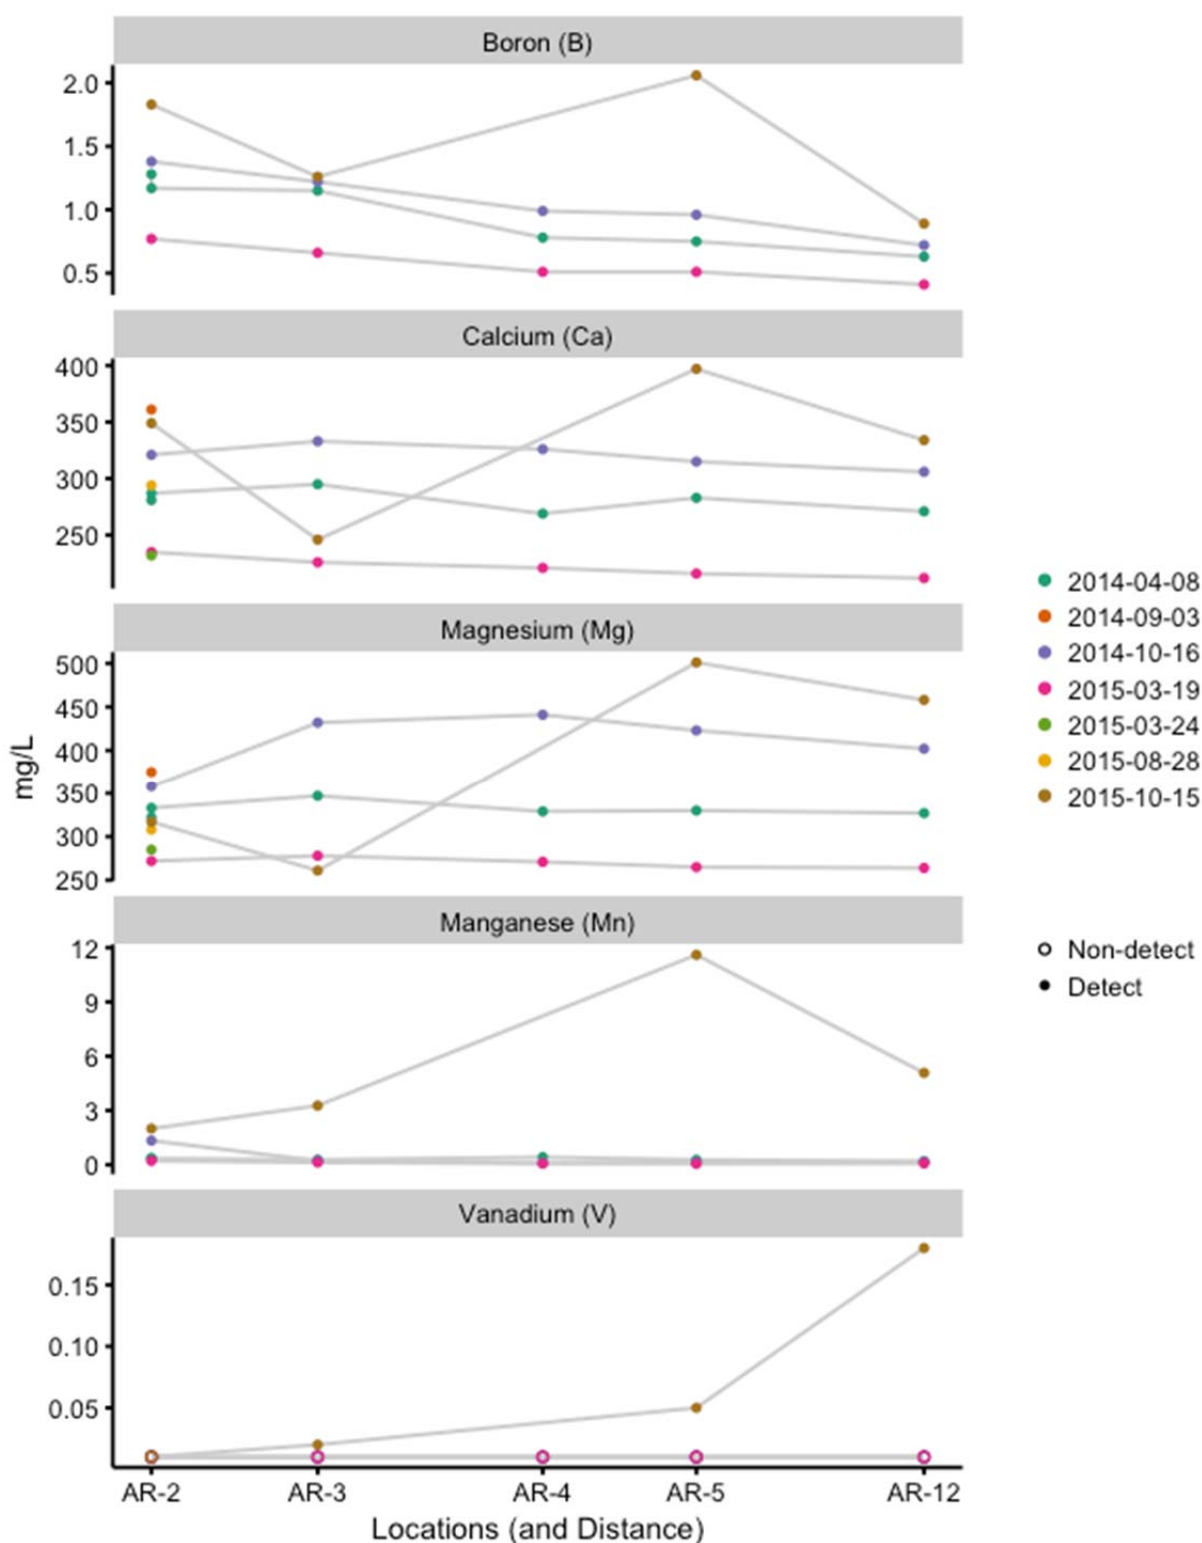 Boron (B)
2.0
1.5
1.0
0.5
Calcium (Ca)
400
350
300
250
Magnesium (Mg)
500
450
400
350
300
250
mg/L
Manganese (Mn)
12
9
6
3
0
Vanadium (V)
0.15
0.10
0.05
AR-2 AR-3 AR-4 AR-5 AR-12
Locations (and Distance)
2014-04-08
2014-09-03
2014-10-16
2015-03-19
2015-03-24
2015-08-28
2015-10-15
Non-detect
Detect